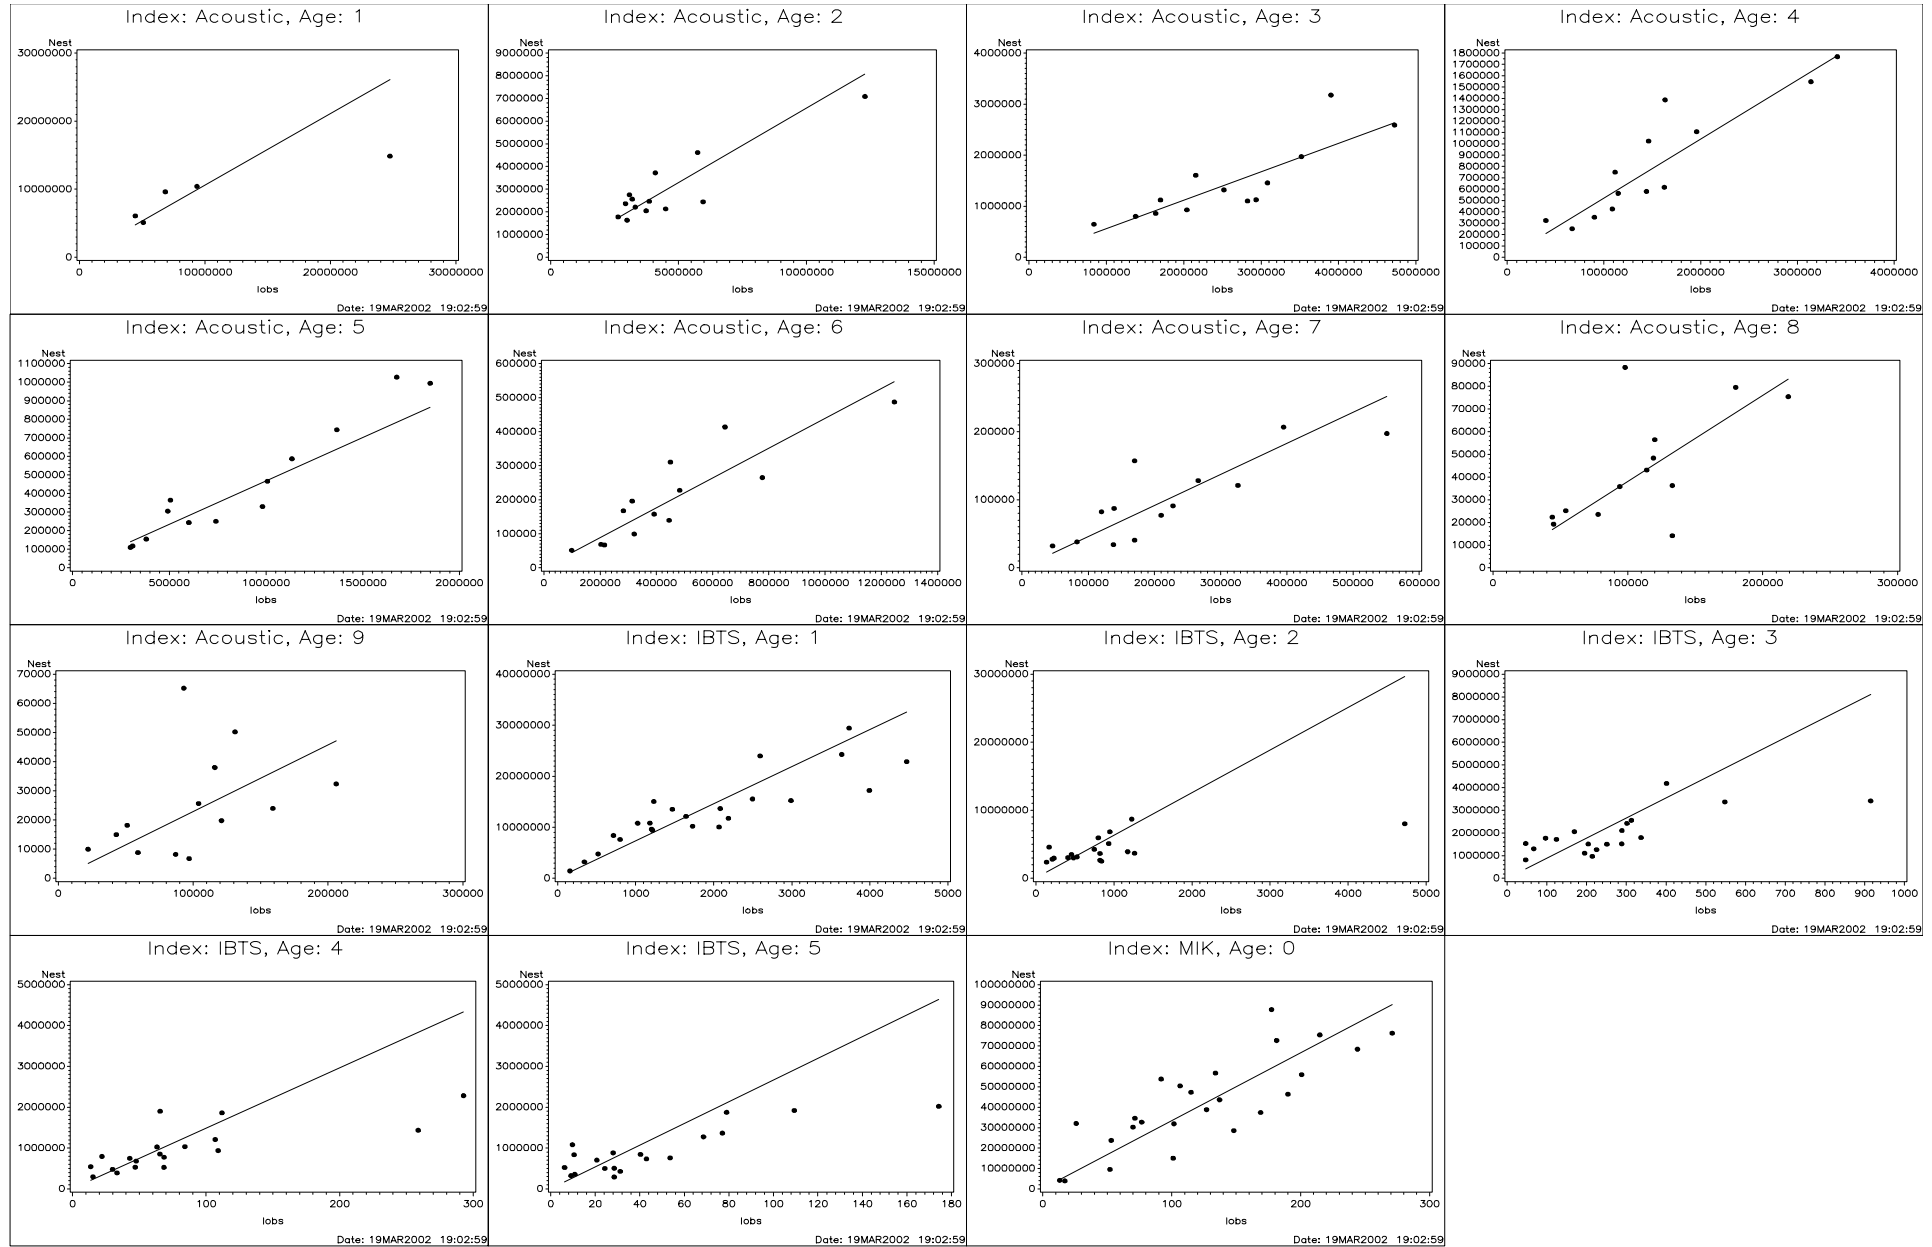 Index: Acoustic, Age: 1
Nest
30000000
20000000
10000000
0
0 10000000 20000000 30000000
Iobs
Date: 19MAR2002 19:02:59
Index: Acoustic, Age: 2
Nest
9000000
8000000
7000000
6000000
5000000
4000000
3000000
2000000
1000000
0
0 5000000 10000000 15000000
Iobs
Date: 19MAR2002 19:02:59
Index: Acoustic, Age: 3
Nest
4000000
3000000
2000000
1000000
0
0 1000000 2000000 3000000 4000000 5000000
Iobs
Date: 19MAR2002 19:02:59
Index: Acoustic, Age: 4
Nest
1800000
1700000
1600000
1500000
1400000
1300000
1200000
1100000
1000000
900000
800000
700000
600000
500000
400000
300000
200000
100000
0 1000000 2000000 3000000 4000000
Iobs
Date: 19MAR2002 19:02:59
Index: Acoustic, Age: 5
Nest
1100000
1000000
900000
800000
700000
600000
500000
400000
300000
200000
100000
0
0 500000 1000000 1500000 2000000
Iobs
Date: 19MAR2002 19:02:59
Index: Acoustic, Age: 6
Nest
600000
500000
400000
300000
200000
100000
0
0 200000 400000 600000 800000 1000000 1200000 1400000
Iobs
Date: 19MAR2002 19:02:59
Index: Acoustic, Age: 7
Nest
300000
200000
100000
0
0 100000 200000 300000 400000 500000 600000
Iobs
Date: 19MAR2002 19:02:59
Index: Acoustic, Age: 8
Nest
90000
80000
70000
60000
50000
40000
30000
20000
10000
0
0 100000 200000 300000
Iobs
Date: 19MAR2002 19:02:59
Index: Acoustic, Age: 9
Nest
70000
60000
50000
40000
30000
20000
10000
0
0 100000 200000 300000
Iobs
Date: 19MAR2002 19:02:59
Index: IBTS, Age: 1
Nest
40000000
30000000
20000000
10000000
0
0 1000 2000 3000 4000 5000
Iobs
Date: 19MAR2002 19:02:59
Index: IBTS, Age: 2
Nest
30000000
20000000
10000000
0
0 1000 2000 3000 4000 5000
Iobs
Date: 19MAR2002 19:02:59
Index: IBTS, Age: 3
Nest
9000000
8000000
7000000
6000000
5000000
4000000
3000000
2000000
1000000
0
0 100 200 300 400 500 600 700 800 900 1000
Iobs
Date: 19MAR2002 19:02:59
Index: IBTS, Age: 4
Nest
5000000
4000000
3000000
2000000
1000000
0
0 100 200 300
Iobs
Date: 19MAR2002 19:02:59
Index: IBTS, Age: 5
Nest
5000000
4000000
3000000
2000000
1000000
0
0 20 40 60 80 100 120 140 160 180
Iobs
Date: 19MAR2002 19:02:59
Index: MIK, Age: 0
Nest
100000000
90000000
80000000
70000000
60000000
50000000
40000000
30000000
20000000
10000000
0
0 100 200 300
Iobs
Date: 19MAR2002 19:02:59